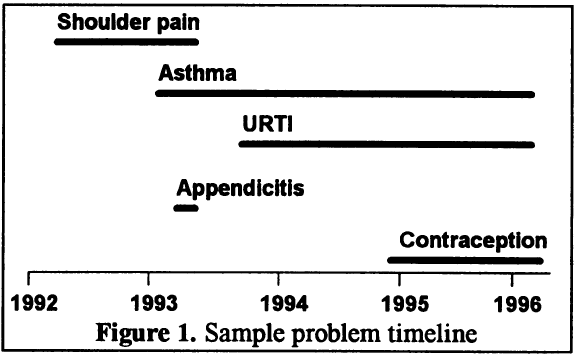 Shoulder pain
Asthma
URTI
Appendicitis
Contraception
1992 1993 1994 1995 1996
Figure 1. Sample problem timeline